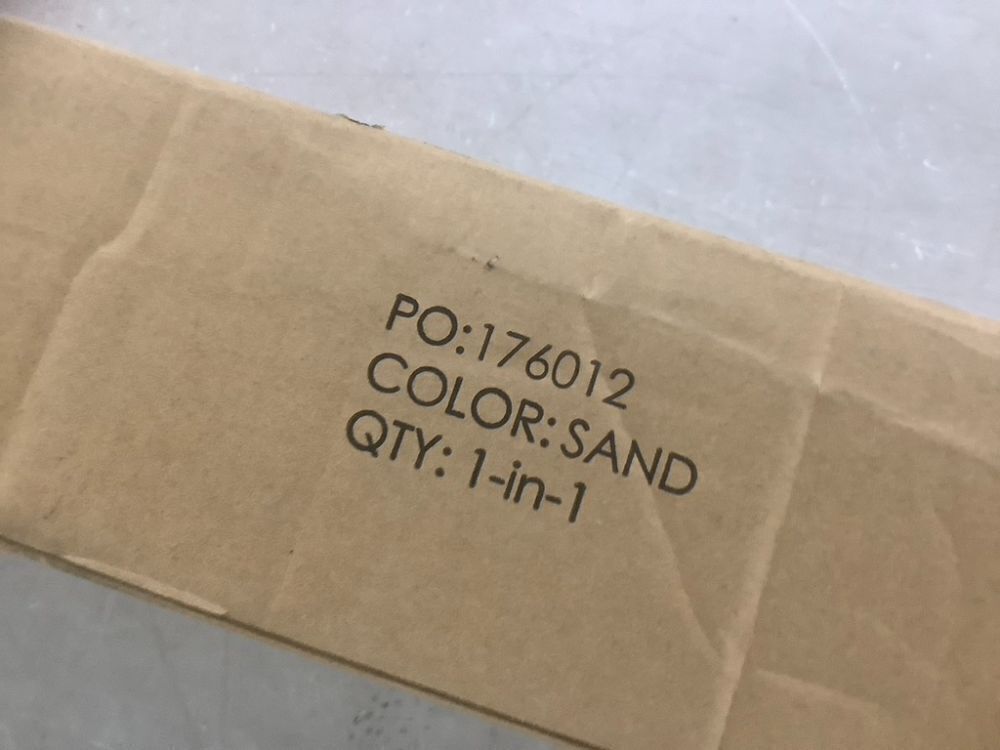 PO:176012
COLOR: SAND
QTY: 1-in-1